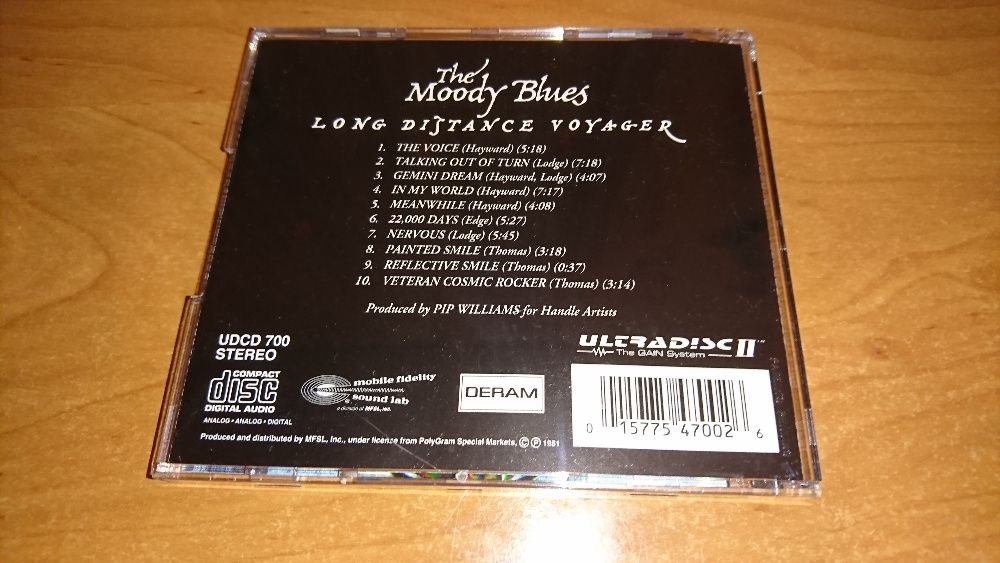 The
Moody Blues
LONG DISTANCE VOYAGER
1. THE VOICE (Hayward) (5:18)
2. TALKING OUT OF TURN (Lodge) (7:18)
3. GEMINI DREAM (Hayward, Lodge) (4:07)
4. IN MY WORLD (Hayward) (7:17)
5. MEANWHILE (Hayward) (4:08)
6. 22,000 DAYS (Edge) (5:27)
7. NERVOUS (Lodge) (5:45)
8. PAINTED SMILE (Thomas) (3:18)
9. REFLECTIVE SMILE (Thomas) (0:37)
10. VETERAN COSMIC ROCKER (Thomas) (3:14)
Produced by PIP WILLIAMS for Handle Artists
UDCD 700
STEREO
ULTRADISC II™
The GAIN System
COMPACT
disc
DIGITAL AUDIO
ANALOG • ANALOG • DIGITAL
mobile fidelity
sound lab
a division of MFSL, INC.
DERAM
0 15775 47002 6
Produced and distributed by MFSL, Inc., under license from PolyGram Special Markets, © ℗ 1981